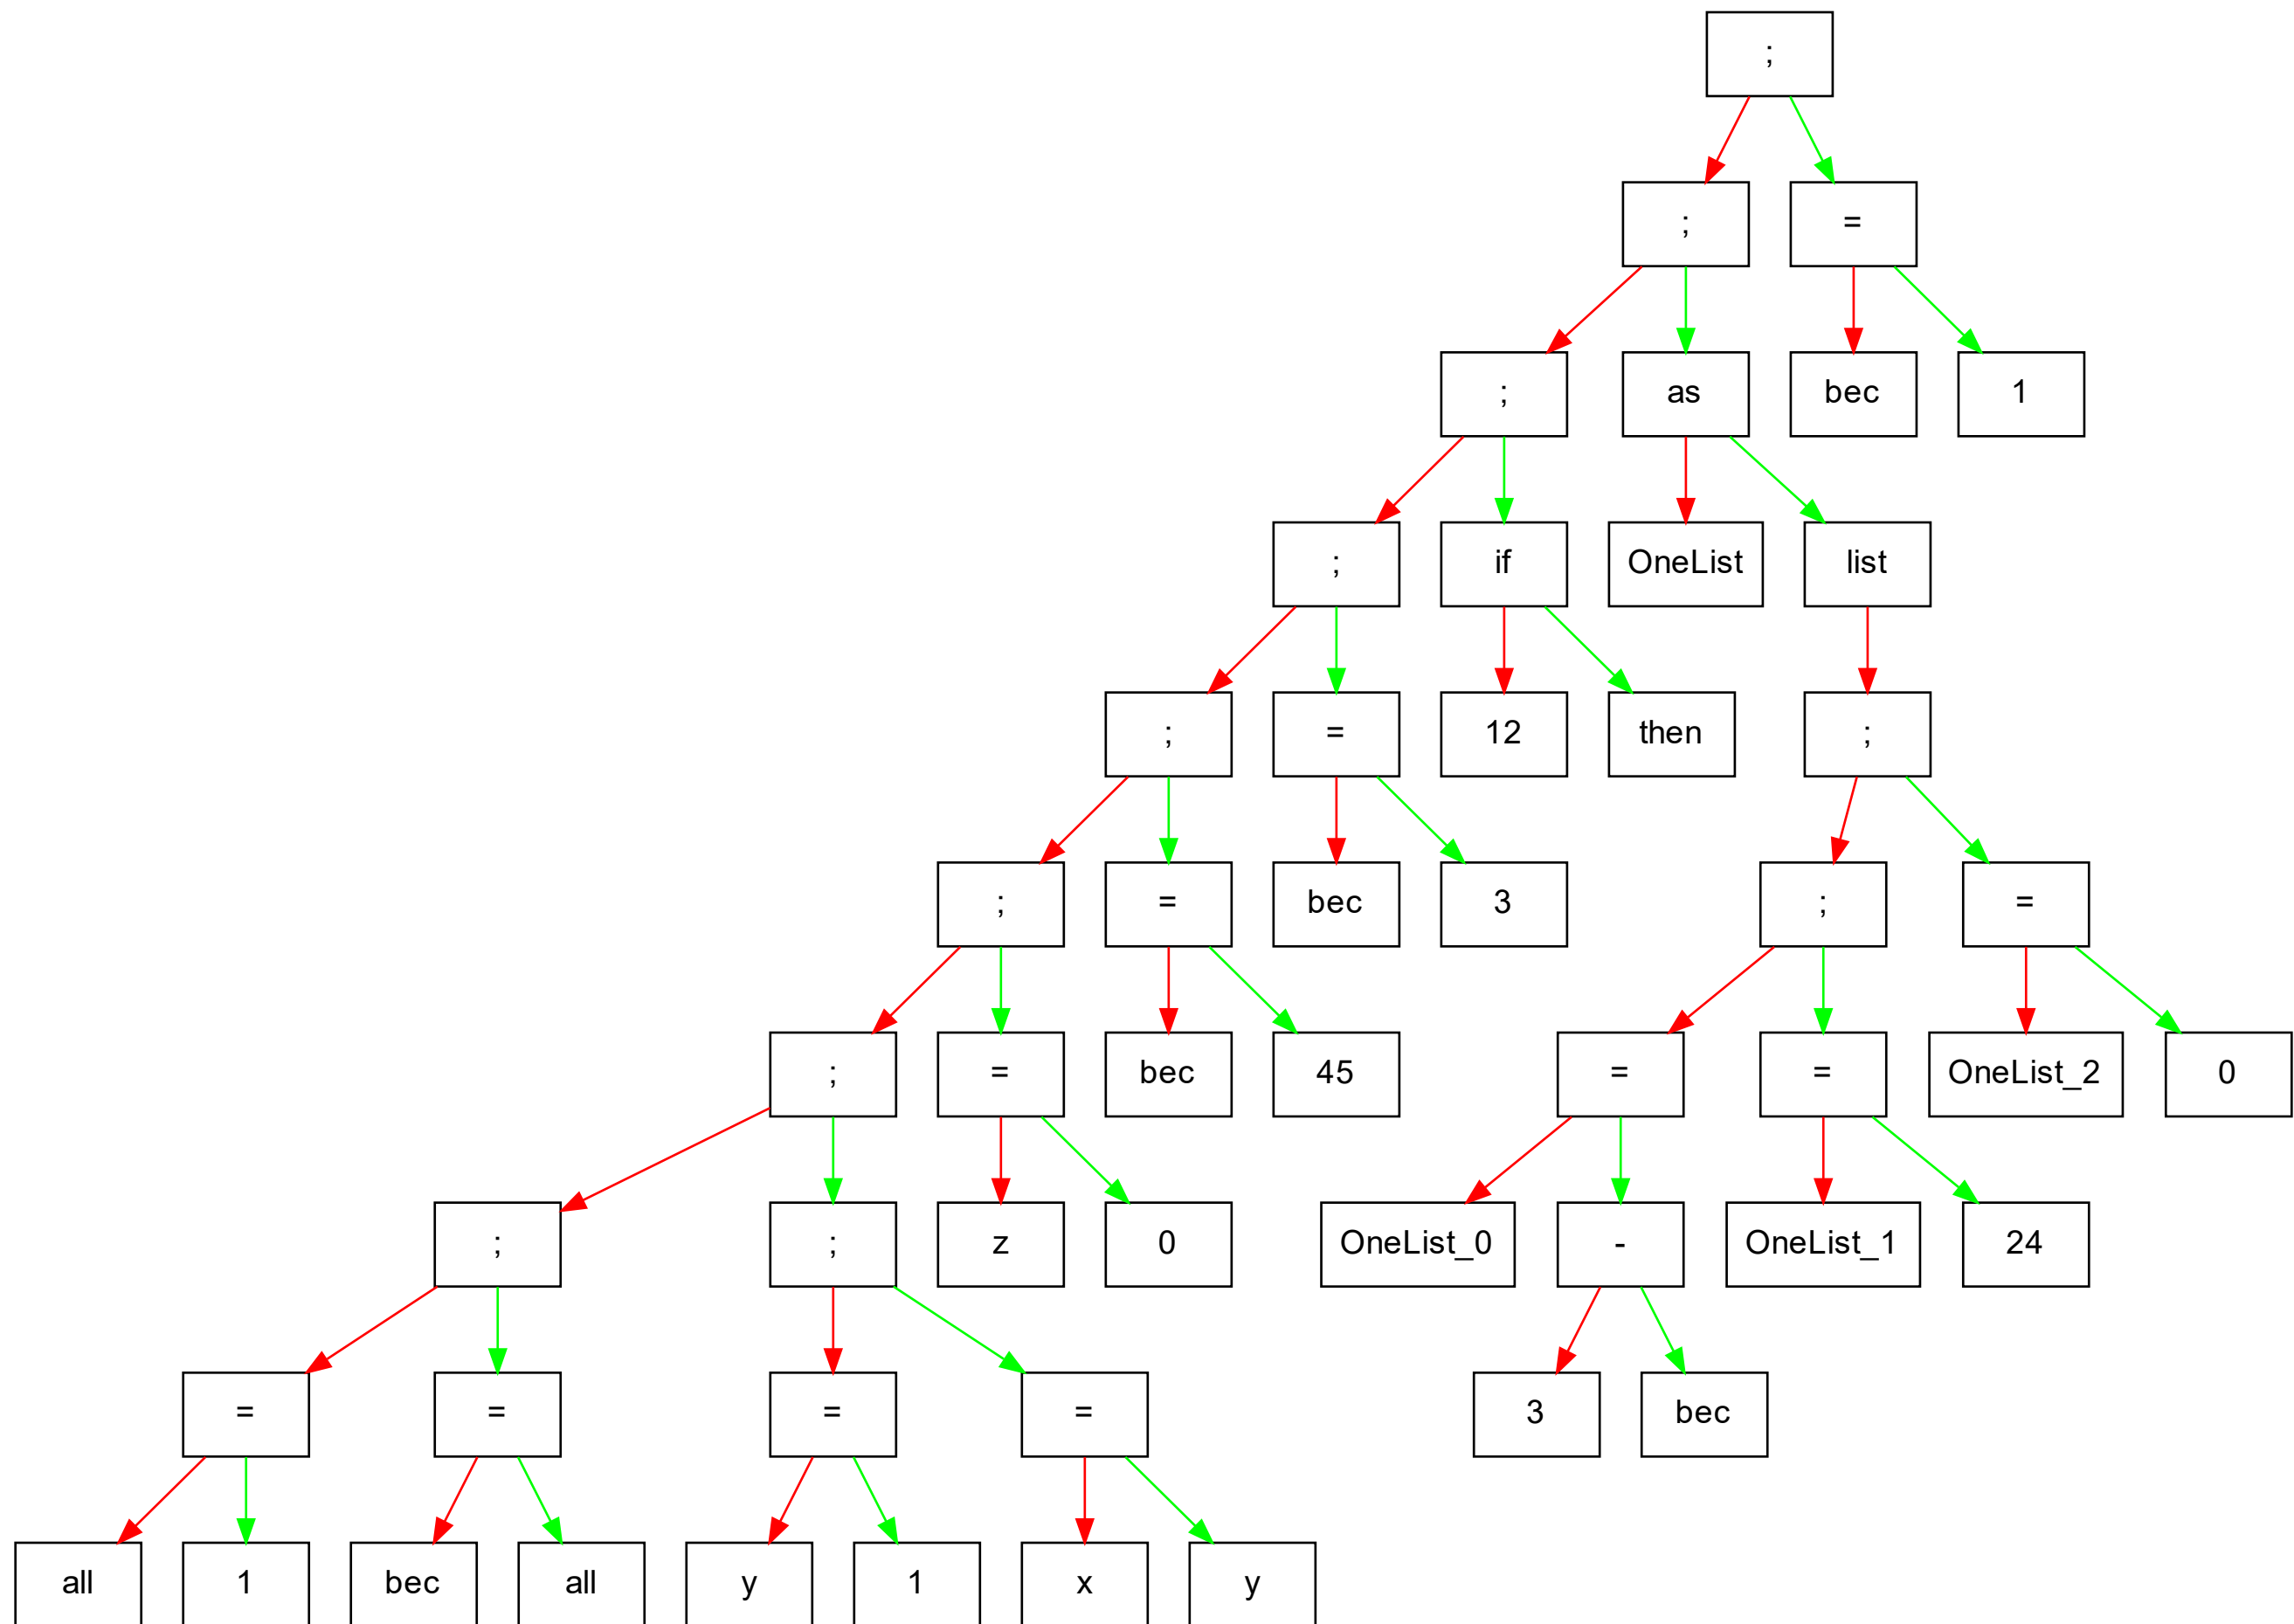 ;
; =
; as bec 1
; if OneList list
; = 12 then ;
; = bec 3 ; =
; = bec 45 = = OneList_2 0
; ; z 0 OneList_0 - OneList_1 24
= = = = 3 bec
all 1 bec all y 1 x y